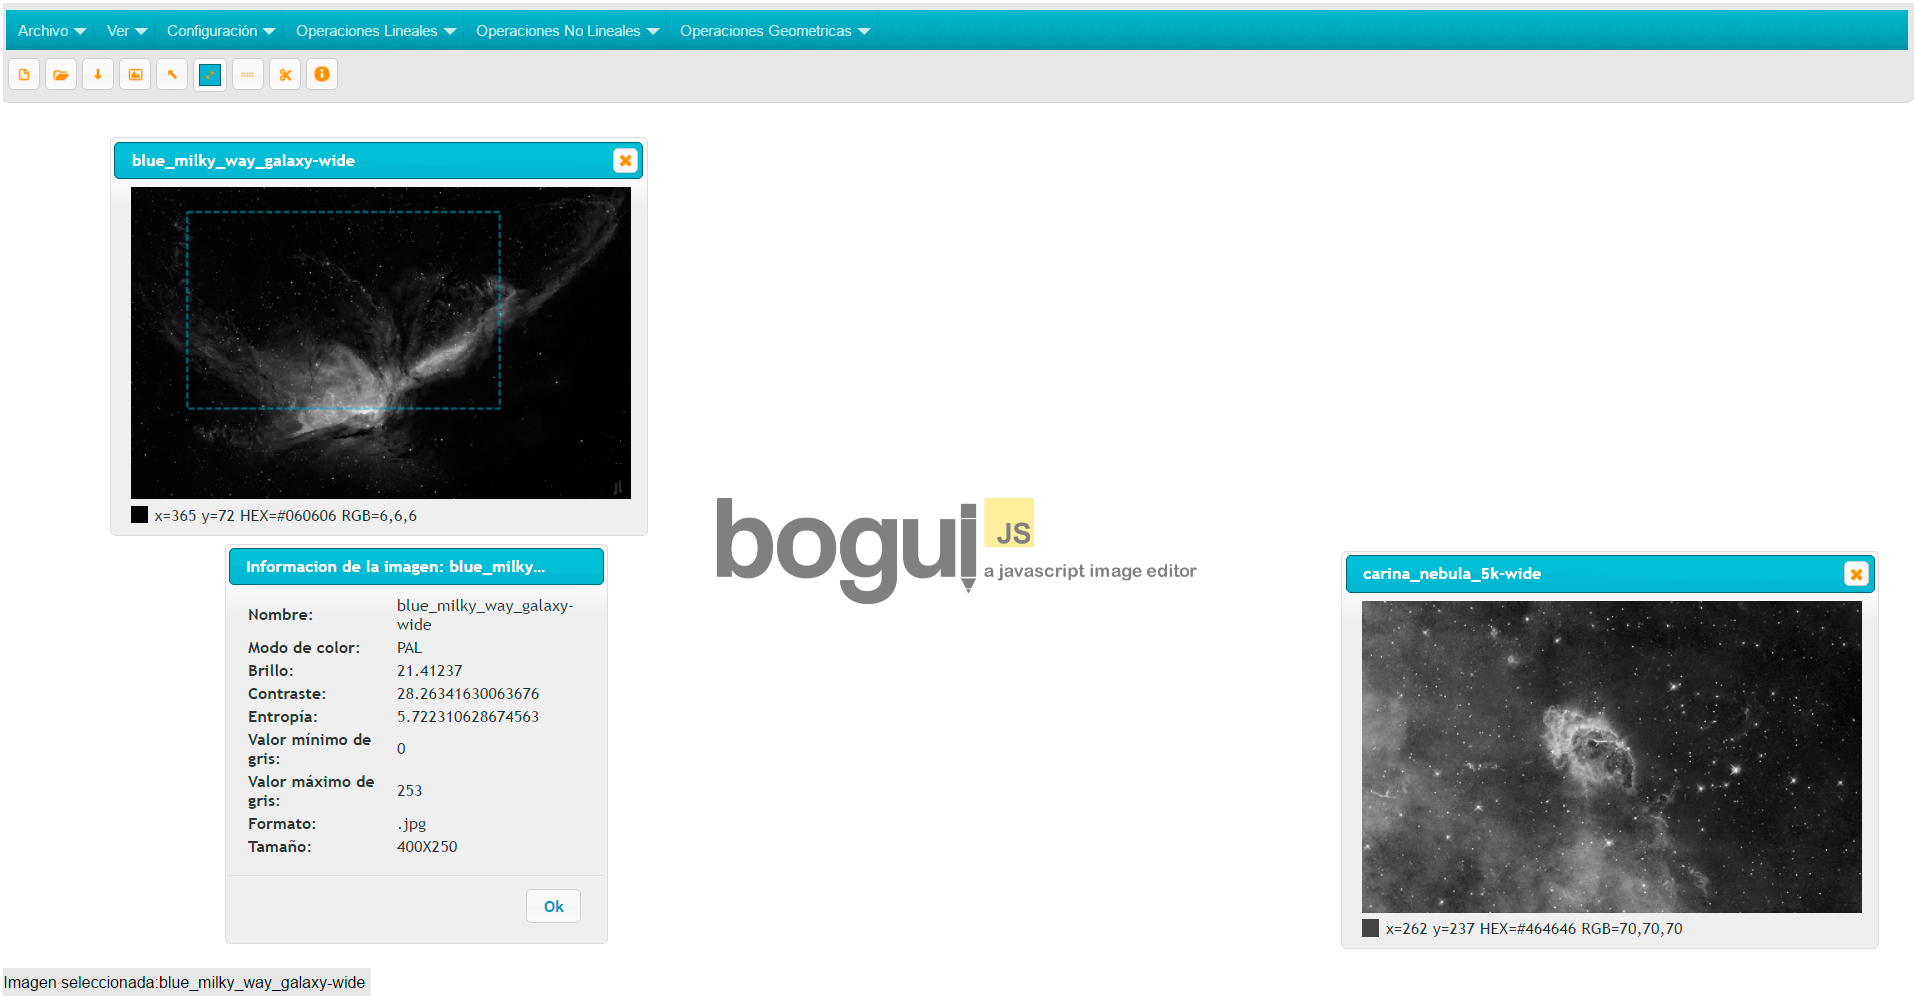 Archivo Ver Configuración Operaciones Lineales Operaciones No Lineales Operaciones Geometricas
blue_milky_way_galaxy-wide
x=365 y=72 HEX=#060606 RGB=6,6,6
Informacion de la imagen: blue_milky...
Nombre: blue_milky_way_galaxy-
wide
Modo de color: PAL
Brillo: 21.41237
Contraste: 28.26341630063676
Entropía: 5.722310628674563
Valor mínimo de
gris: 0
Valor máximo de
gris: 253
Formato: .jpg
Tamaño: 400X250
Ok
bogui JS
a javascript image editor
carina_nebula_5k-wide
x=262 y=237 HEX=#464646 RGB=70,70,70
Imagen seleccionada:blue_milky_way_galaxy-wide